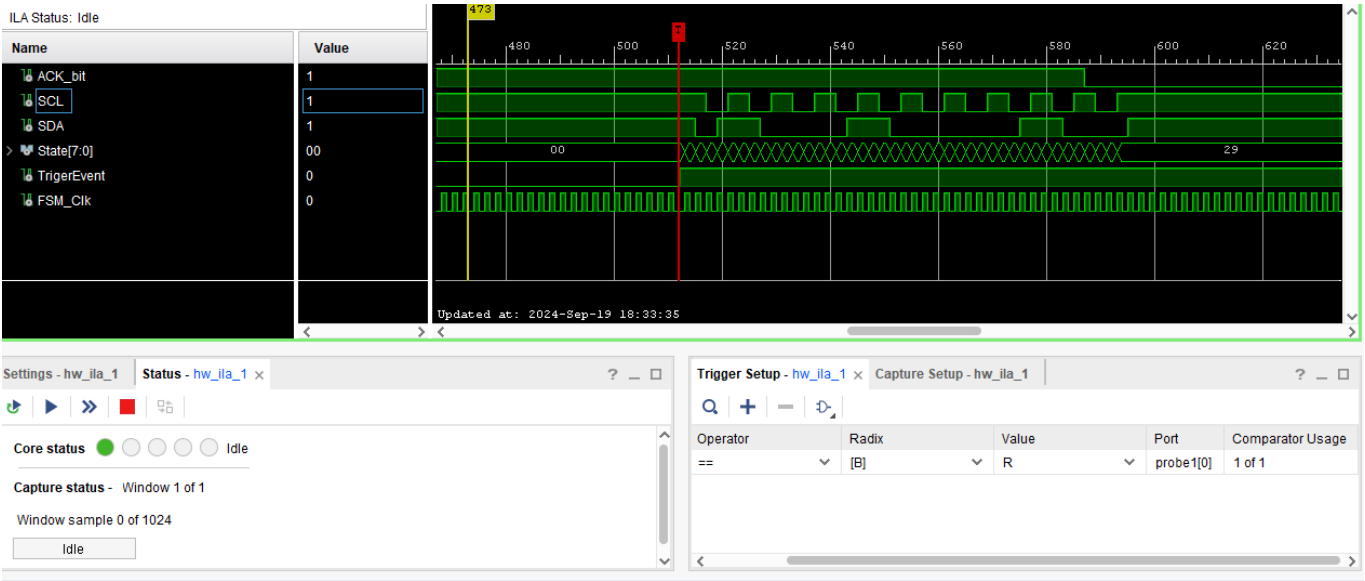 ILA Status: Idle
473
Name Value
T
480 500 520 540 560 580 600 620
ACK_bit 1
SCL 1
SDA 1
State[7:0] 00 00 29
TrigerEvent 0
FSM_Clk 0
Updated at: 2024-Sep-19 18:33:35
Settings - hw_ila_1 Status - hw_ila_1 × ? _ □
Trigger Setup - hw_ila_1 × Capture Setup - hw_ila_1 ? _ □
Core status Idle
Capture status - Window 1 of 1
Window sample 0 of 1024
Idle
Operator Radix Value Port Comparator Usage
== [B] R probe1[0] 1 of 1